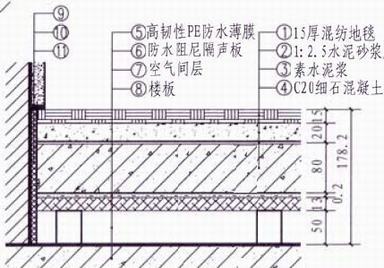 ⑨
⑩
⑪
⑤高韧性PE防水薄膜
⑥防水阻尼隔声板
⑦空气间层
⑧楼板
①15厚混纺地毯
②1:2.5水泥砂浆
③素水泥浆
④C20细石混凝土
15
20
80
0.2
13
50
178.2